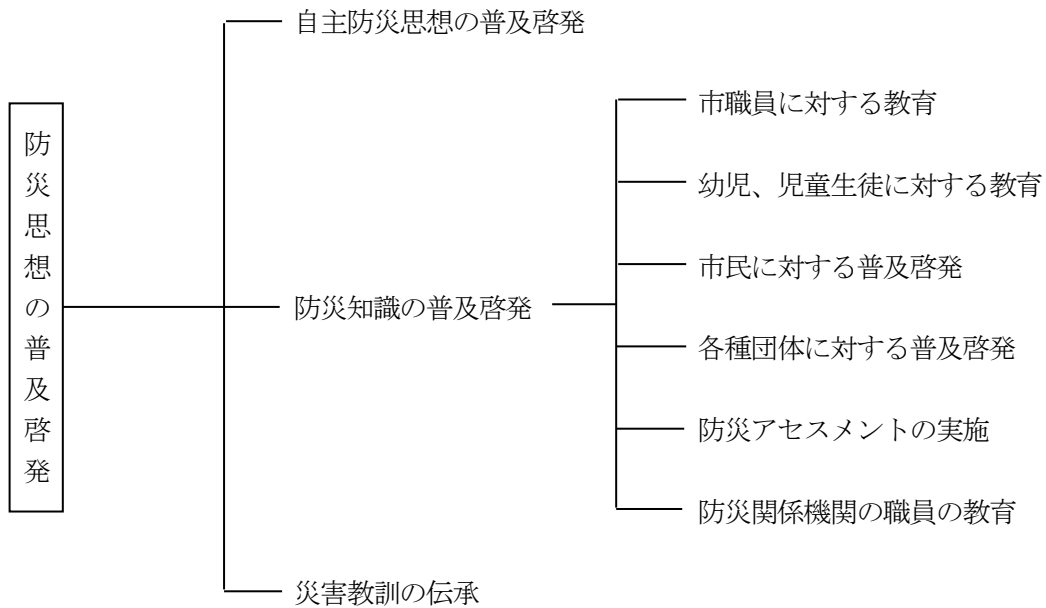 防災思想の普及啓発
自主防災思想の普及啓発
防災知識の普及啓発
市職員に対する教育
幼児、児童生徒に対する教育
市民に対する普及啓発
各種団体に対する普及啓発
防災アセスメントの実施
防災関係機関の職員の教育
災害教訓の伝承